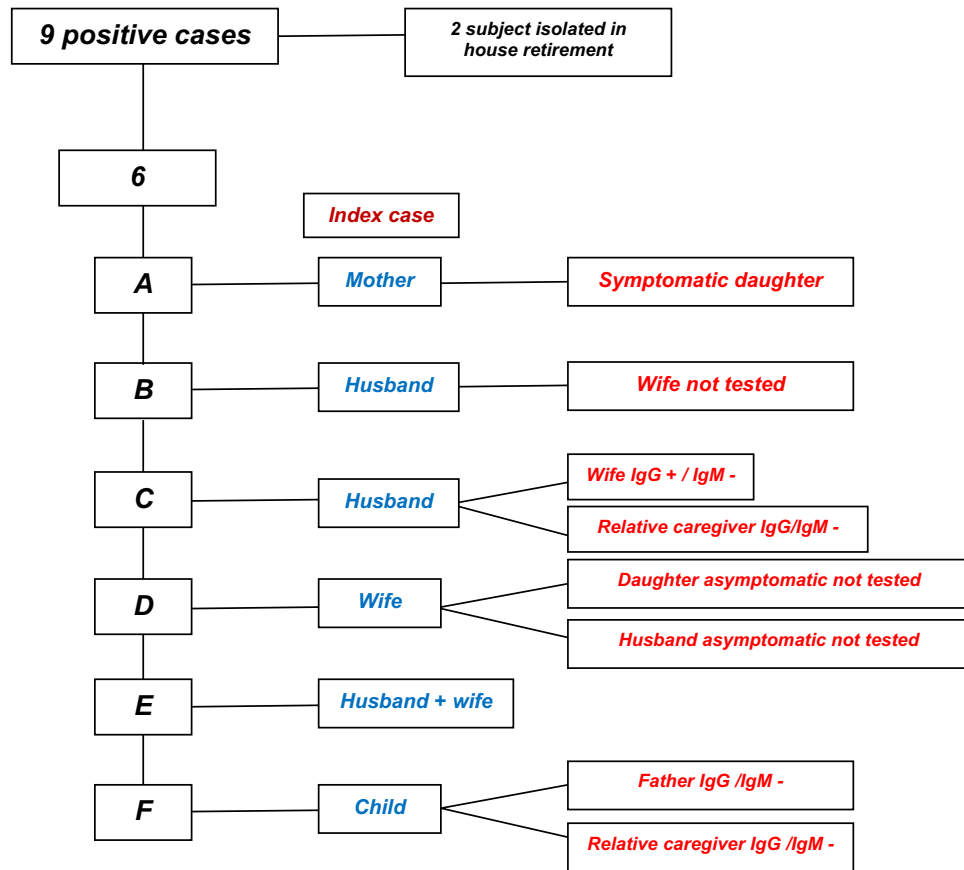 9 positive cases
2 subject isolated in
house retirement
6
Index case
A
Mother
Symptomatic daughter
B
Husband
Wife not tested
C
Husband
Wife IgG + / IgM -
Relative caregiver IgG/IgM -
D
Wife
Daughter asymptomatic not tested
Husband asymptomatic not tested
E
Husband + wife
F
Child
Father IgG /IgM -
Relative caregiver IgG /IgM -